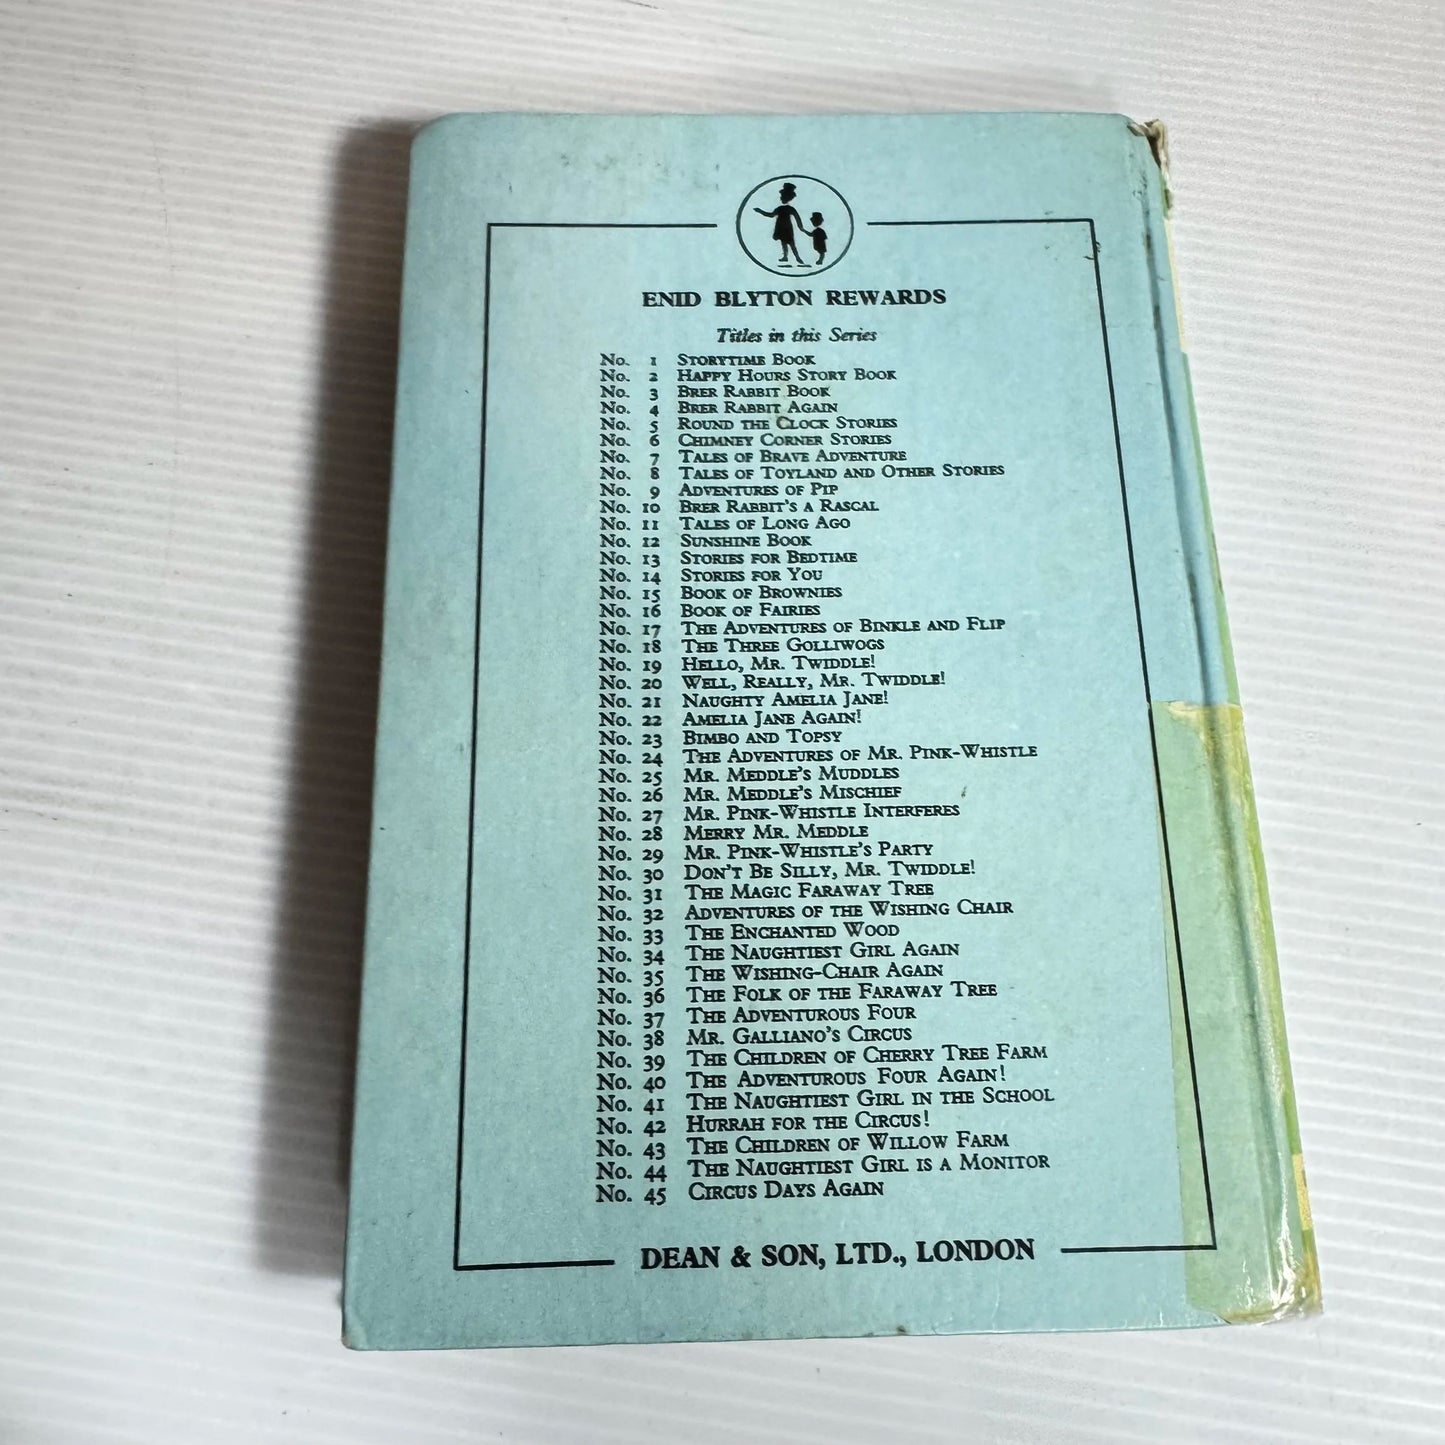 ENID BLYTON REWARDS
Titles in this Series
No. 1 STORYTIME BOOK
No. 2 HAPPY HOURS STORY BOOK
No. 3 BRER RABBIT BOOK
No. 4 BRER RABBIT AGAIN
No. 5 ROUND THE CLOCK STORIES
No. 6 CHIMNEY CORNER STORIES
No. 7 TALES OF BRAVE ADVENTURE
No. 8 TALES OF TOYLAND AND OTHER STORIES
No. 9 ADVENTURES OF PIP
No. 10 BRER RABBIT'S A RASCAL
No. 11 TALES OF LONG AGO
No. 12 SUNSHINE BOOK
No. 13 STORIES FOR BEDTIME
No. 14 STORIES FOR YOU
No. 15 BOOK OF BROWNIES
No. 16 BOOK OF FAIRIES
No. 17 THE ADVENTURES OF BINKLE AND FLIP
No. 18 THE THREE GOLLIWOGS
No. 19 HELLO, MR. TWIDDLE!
No. 20 WELL, REALLY, MR. TWIDDLE!
No. 21 NAUGHTY AMELIA JANE!
No. 22 AMELIA JANE AGAIN!
No. 23 BIMBO AND TOPSY
No. 24 THE ADVENTURES OF MR. PINK-WHISTLE
No. 25 MR. MEDDLE'S MUDDLES
No. 26 MR. MEDDLE'S MISCHIEF
No. 27 MR. PINK-WHISTLE INTERFERES
No. 28 MERRY MR. MEDDLE
No. 29 MR. PINK-WHISTLE'S PARTY
No. 30 DON'T BE SILLY, MR. TWIDDLE!
No. 31 THE MAGIC FARAWAY TREE
No. 32 ADVENTURES OF THE WISHING CHAIR
No. 33 THE ENCHANTED WOOD
No. 34 THE NAUGHTIEST GIRL AGAIN
No. 35 THE WISHING-CHAIR AGAIN
No. 36 THE FOLK OF THE FARAWAY TREE
No. 37 THE ADVENTUROUS FOUR
No. 38 MR. GALLIANO'S CIRCUS
No. 39 THE CHILDREN OF CHERRY TREE FARM
No. 40 THE ADVENTUROUS FOUR AGAIN!
No. 41 THE NAUGHTIEST GIRL IN THE SCHOOL
No. 42 HURRAH FOR THE CIRCUS!
No. 43 THE CHILDREN OF WILLOW FARM
No. 44 THE NAUGHTIEST GIRL IS A MONITOR
No. 45 CIRCUS DAYS AGAIN
DEAN & SON, LTD., LONDON